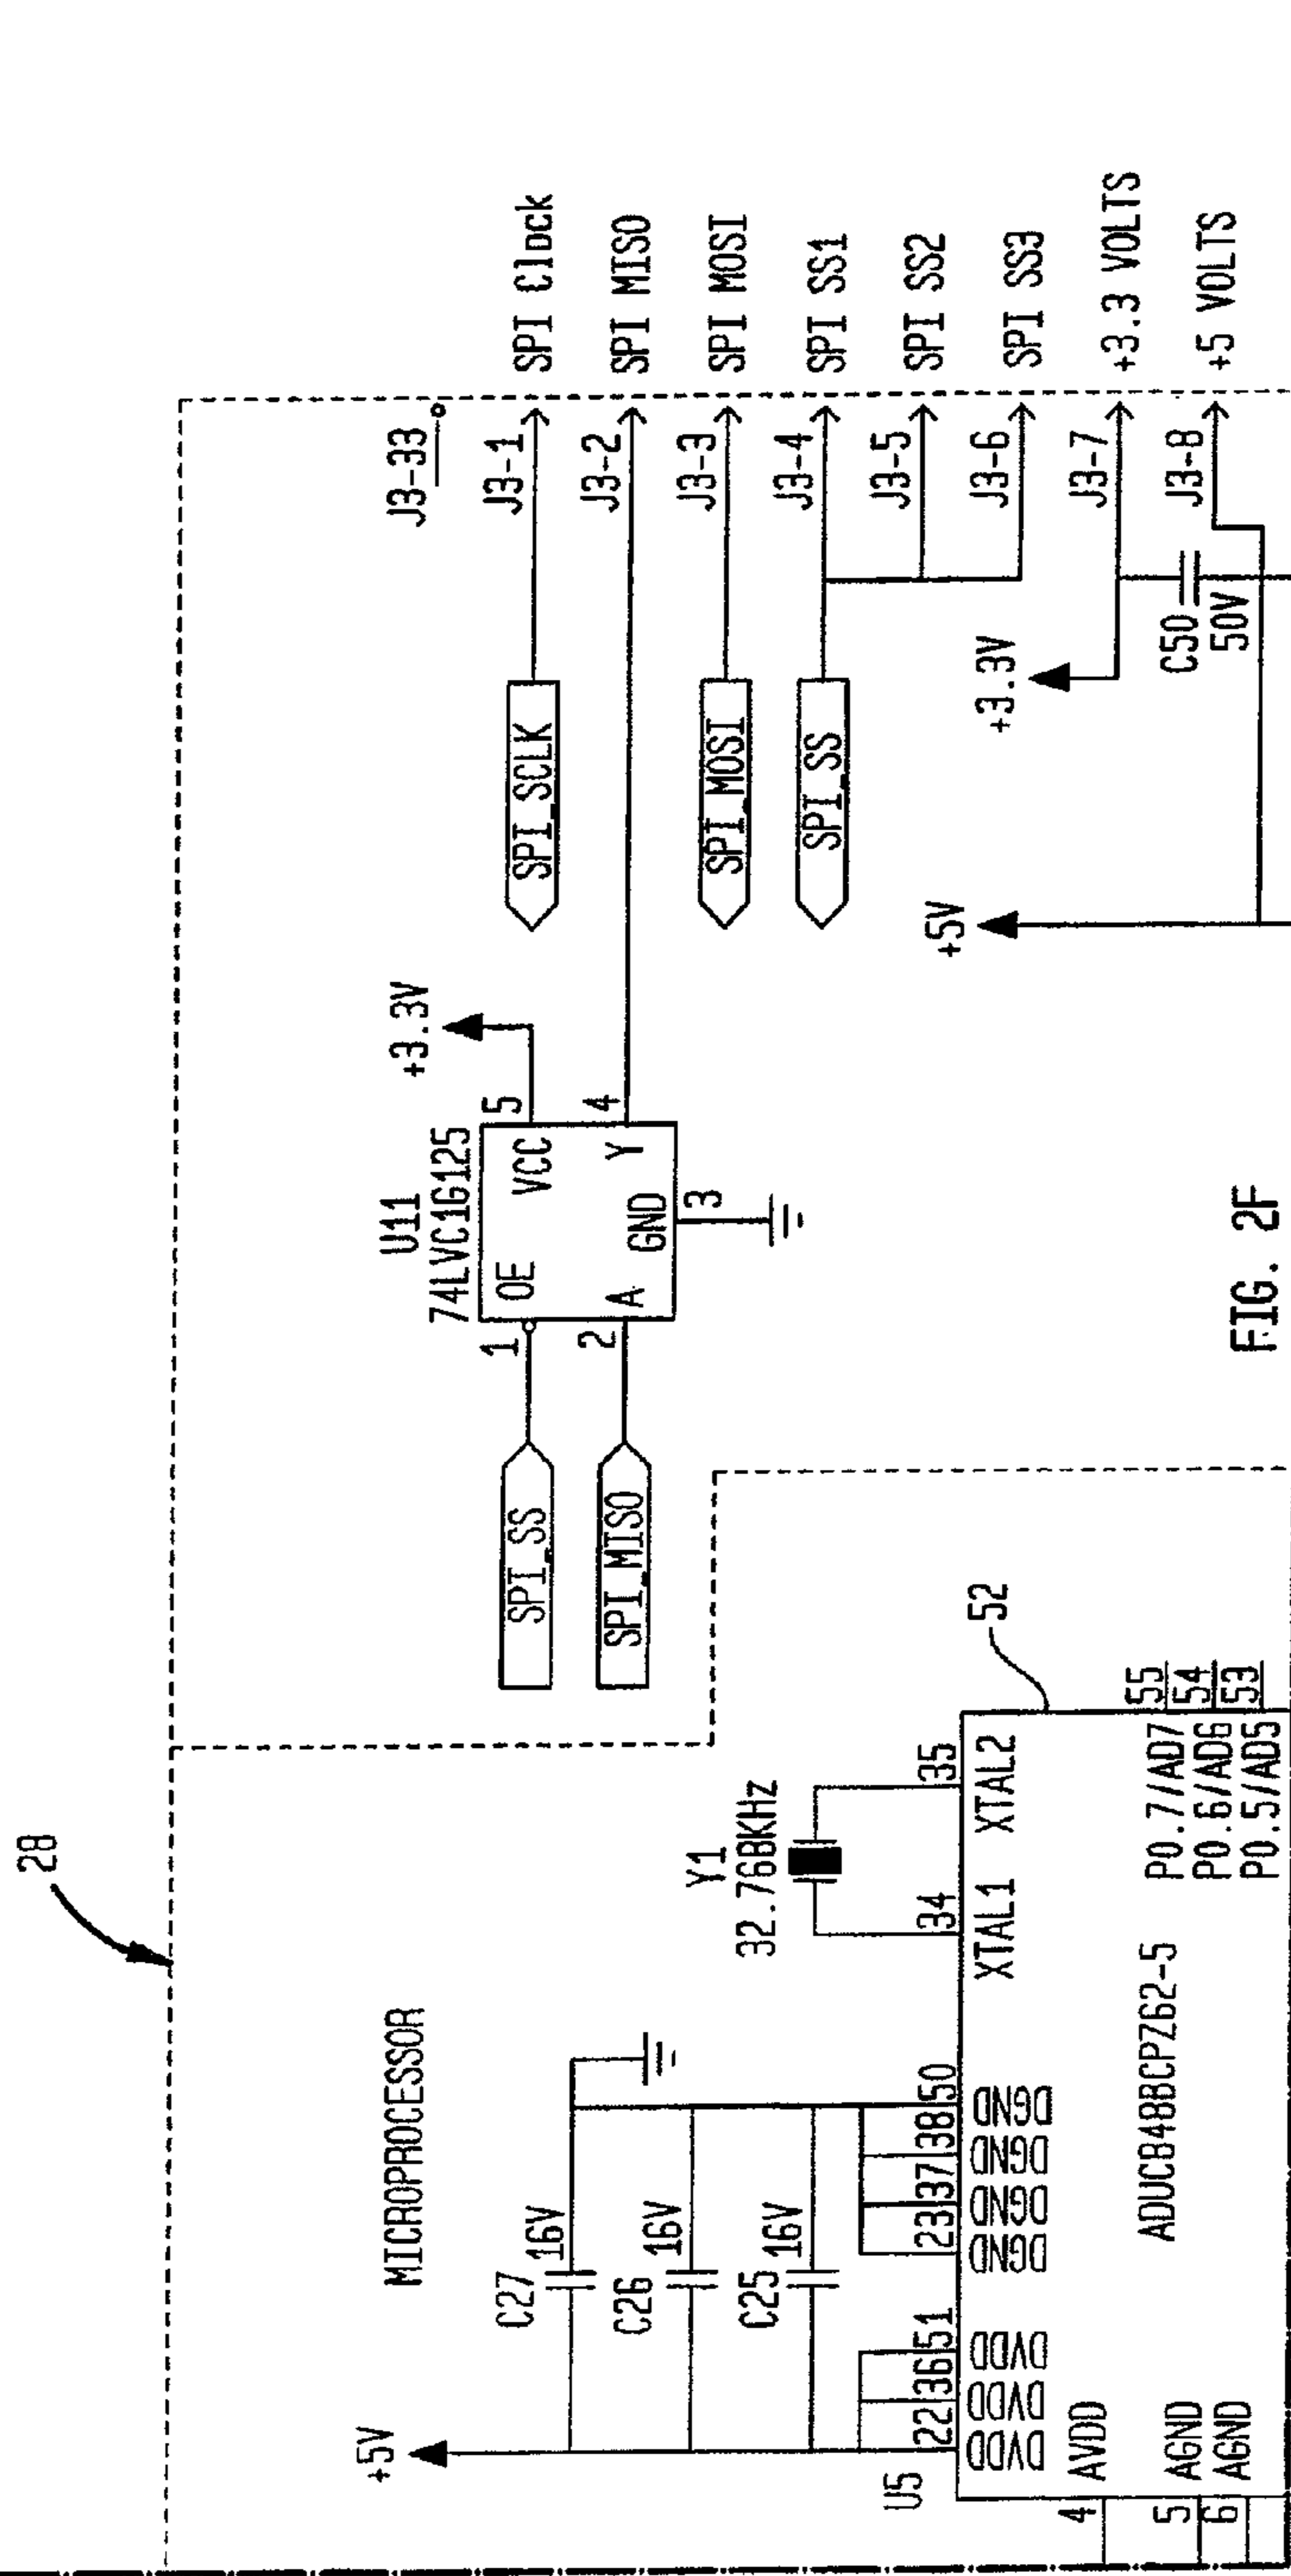 28
MICROPROCESSOR
+5V
C27
16V
C26
16V
C25
16V
U5
22
36
51
23
37
38
50
DVDD
DVDD
DVDD
DGND
DGND
DGND
DGND
Y1
32.768KHz
34
35
XTAL1
XTAL2
52
4
AVDD
5
AGND
6
AGND
ADUC848BCPZ62-5
P0.7/AD7
55
P0.6/AD6
54
P0.5/AD5
53
SPI_SS
SPI_MISO
U11
74LVC1G125
1
OE
VCC
5
2
A
Y
4
GND
3
+3.3V
J3-33
SPI_SCLK
J3-1
SPI Clock
J3-2
SPI MISO
SPI_MOSI
J3-3
SPI MOSI
SPI_SS
J3-4
SPI SS1
J3-5
SPI SS2
J3-6
SPI SS3
+3.3V
J3-7
+3.3 VOLTS
C50
50V
+5V
J3-8
+5 VOLTS
FIG. 2F